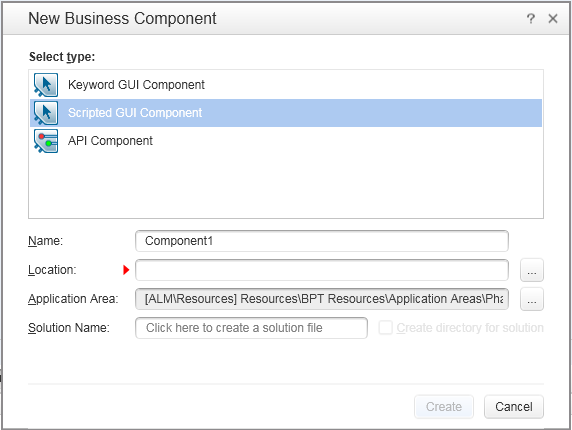 New Business Component ?
Select type:
Keyword GUI Component
Scripted GUI Component
API Component
Name: Component1
Location: ...
Application Area: [ALM\Resources] Resources\BPT Resources\Application Areas\Pha ...
Solution Name: Click here to create a solution file Create directory for solution
Create Cancel